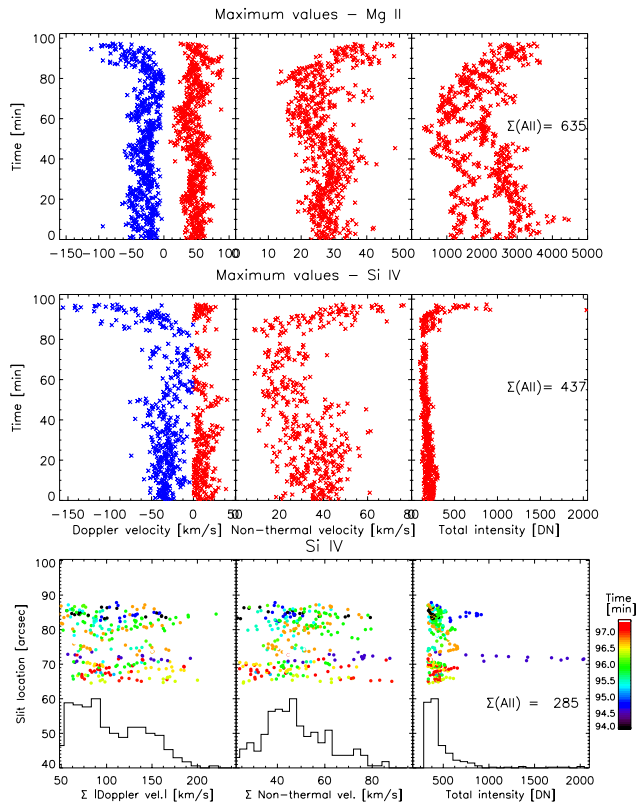 Maximum values – Mg II
100
80
60
40
20
0
Time [min]
Σ(All)= 635
−150 −100 −50 0 50 100
0 10 20 30 40 50
0 1000 2000 3000 4000 5000
Maximum values – Si IV
100
80
60
40
20
0
Time [min]
Σ(All)= 437
−150 −100 −50 0 50
0 20 40 60 80
0 500 1000 1500 2000
Doppler velocity [km/s] Non−thermal velocity [km/s] Total intensity [DN]
Si IV
100
90
80
70
60
50
40
Slit location [arcsec]
Σ(All) = 285
50 100 150 200
40 60 80
500 1000 1500 2000
Σ |Doppler vel.| [km/s] Σ Non−thermal vel. [km/s] Total intensity [DN]
Time
[min]
97.0
96.5
96.0
95.5
95.0
94.5
94.0